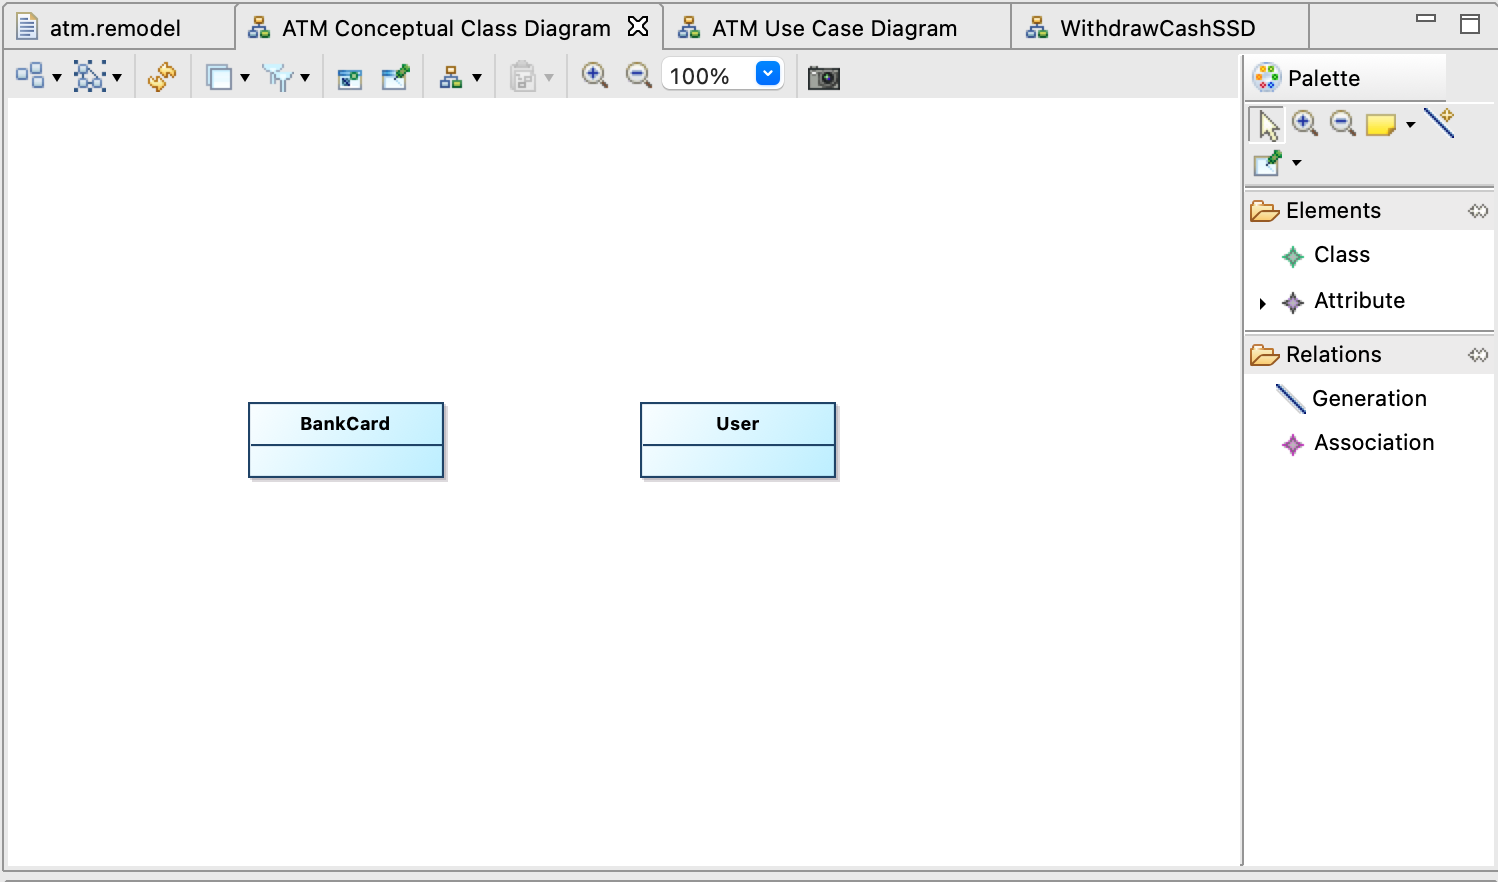 atm.remodel
ATM Conceptual Class Diagram
ATM Use Case Diagram
WithdrawCashSSD
100%
Palette
Elements
Class
Attribute
Relations
Generation
Association
BankCard
User